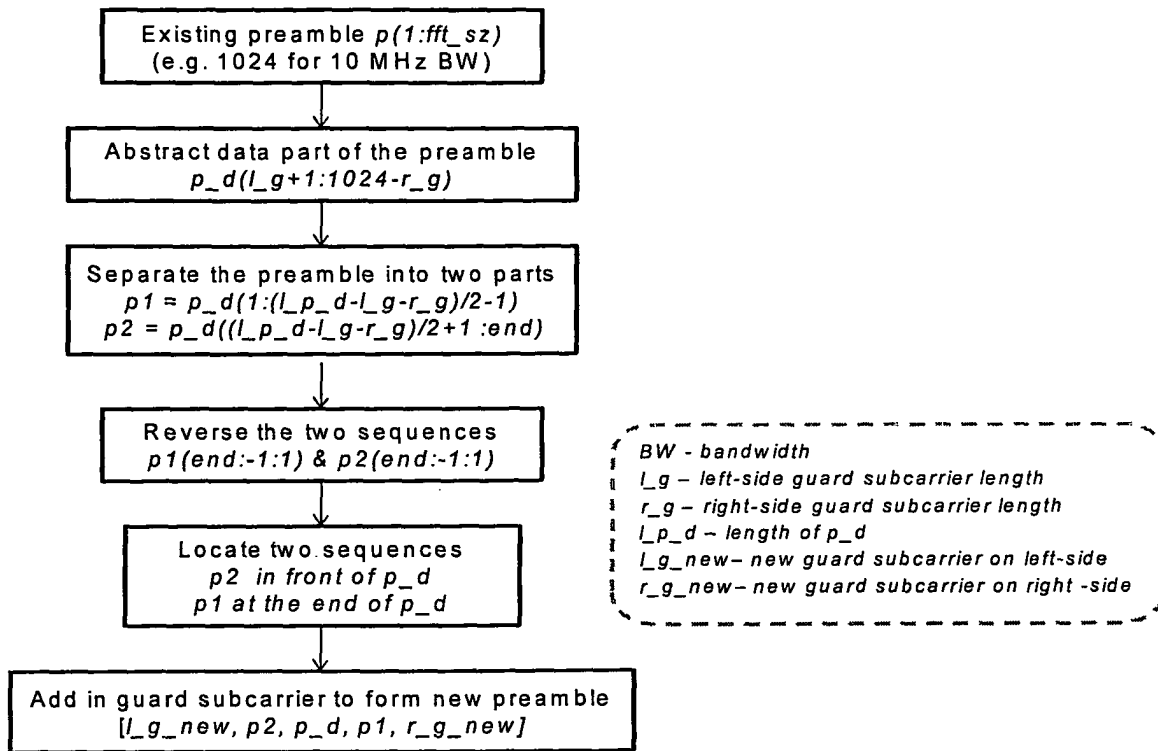 Existing preamble p(1:fft_sz)
(e.g. 1024 for 10 MHz BW)
Abstract data part of the preamble
p_d(l_g+1:1024-r_g)
Separate the preamble into two parts
p1 = p_d(1:(l_p_d-l_g-r_g)/2-1)
p2 = p_d((l_p_d-l_g-r_g)/2+1 :end)
Reverse the two sequences
p1(end:-1:1) & p2(end:-1:1)
Locate two sequences
p2 in front of p_d
p1 at the end of p_d
Add in guard subcarrier to form new preamble
[l_g_new, p2, p_d, p1, r_g_new]
BW - bandwidth
l_g – left-side guard subcarrier length
r_g – right-side guard subcarrier length
l_p_d – length of p_d
l_g_new– new guard subcarrier on left-side
r_g_new– new guard subcarrier on right -side